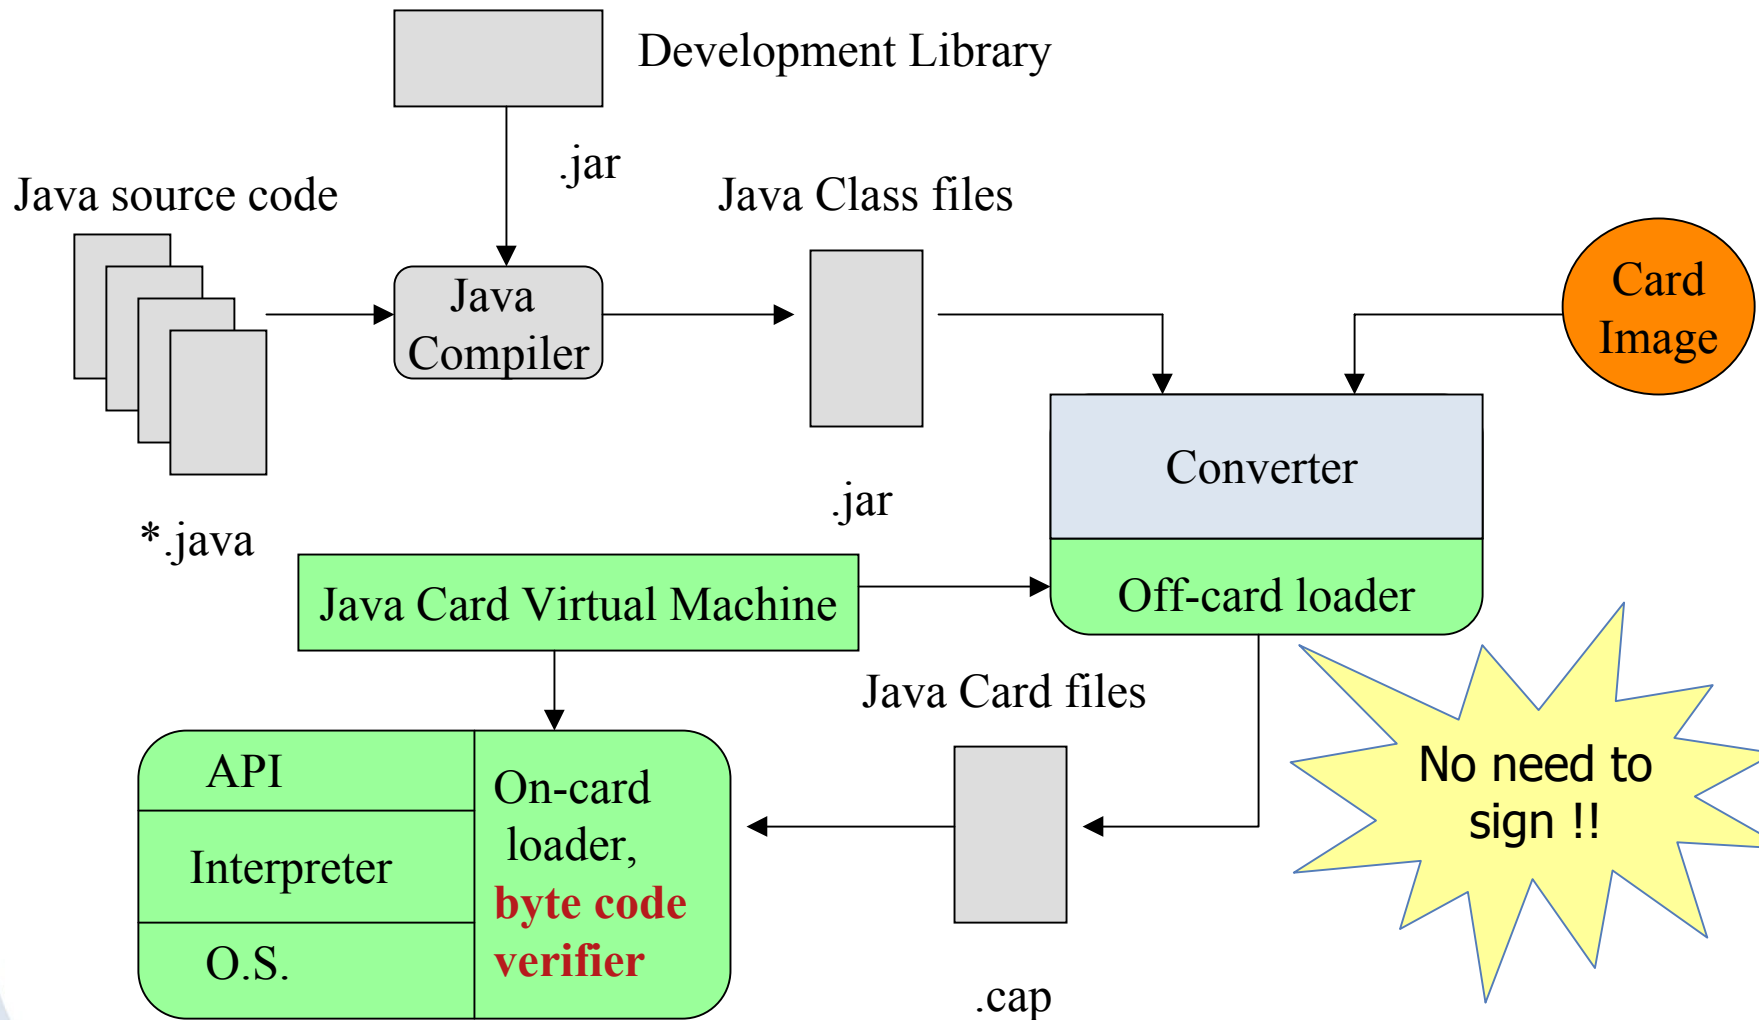 Development Library
.jar
Java source code
Java Class files
Java
Compiler
Card
Image
Converter
.jar
*.java
Java Card Virtual Machine
Off-card loader
Java Card files
No need to
sign !!
API
Interpreter
O.S.
On-card
loader,
byte code
verifier
.cap